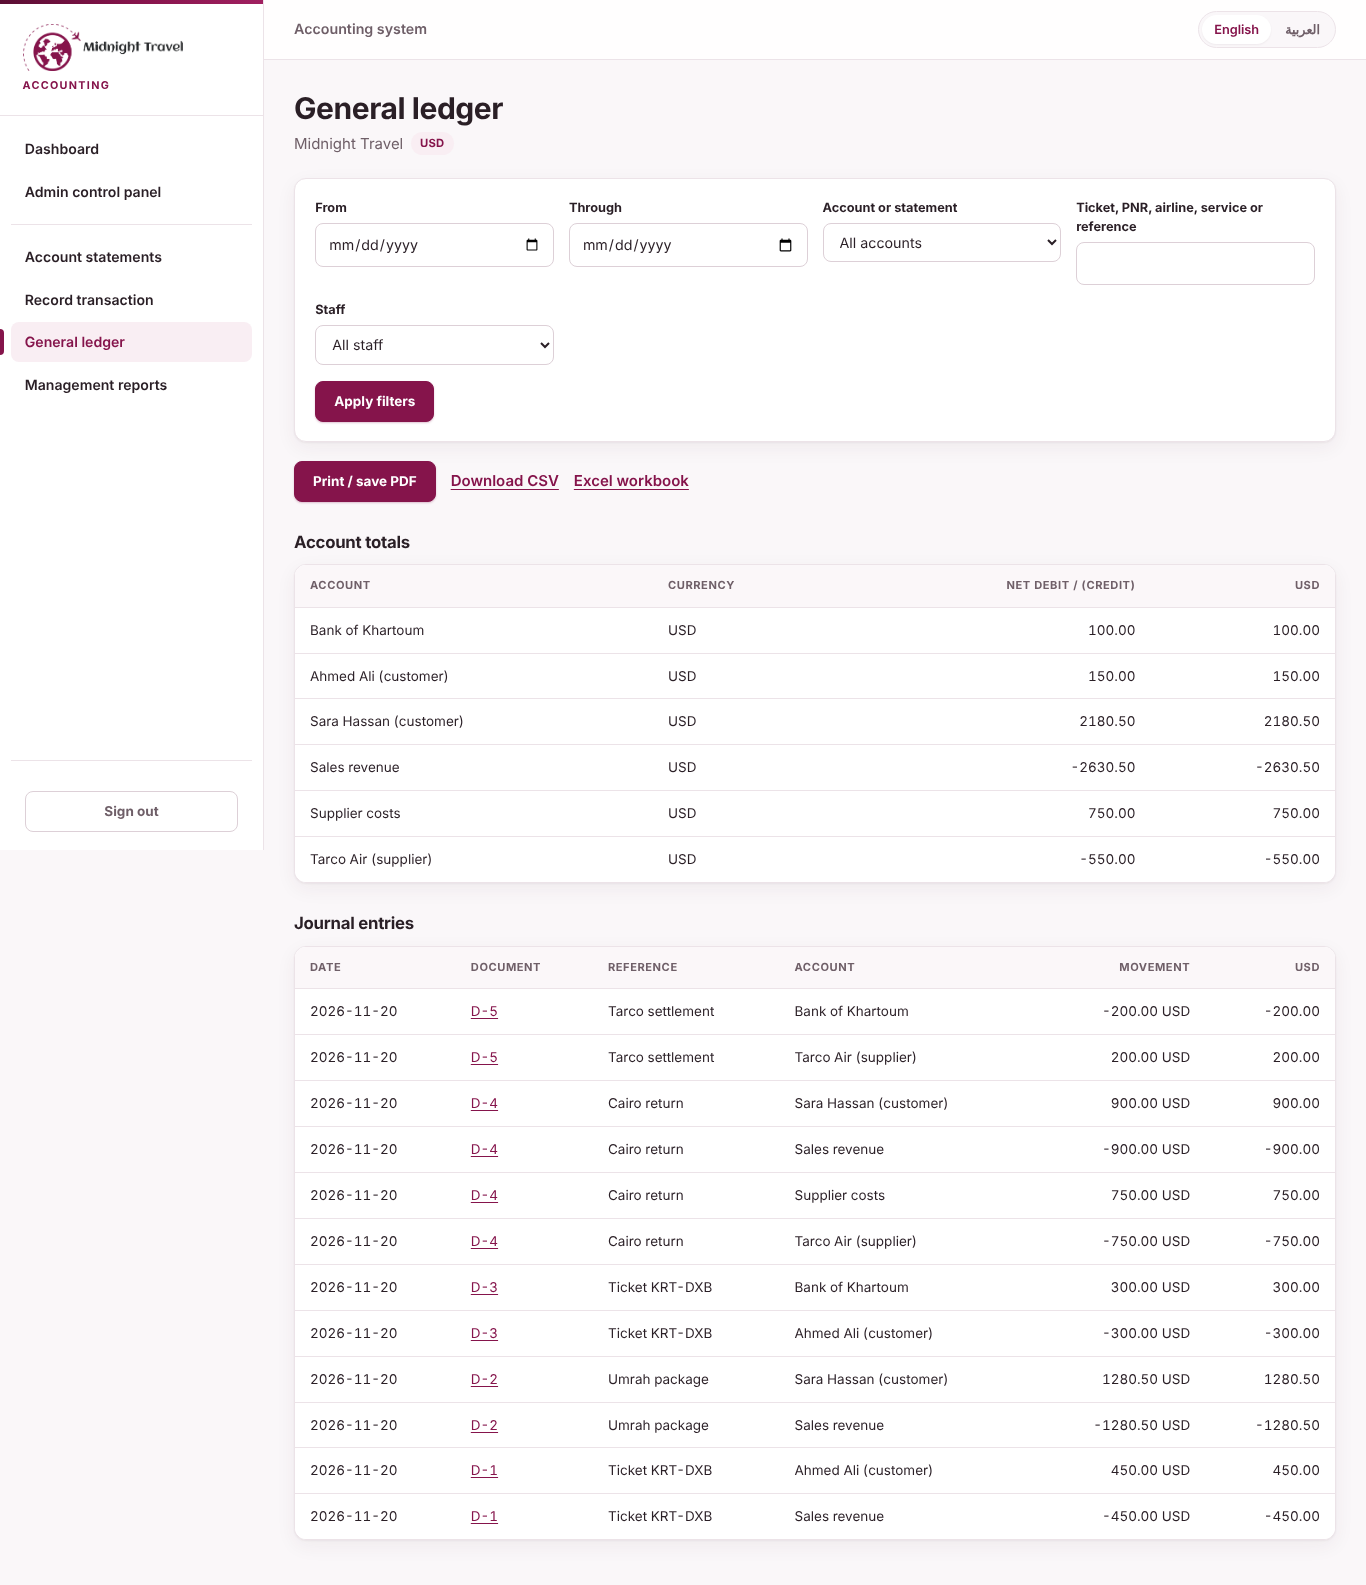 Midnight Travel
ACCOUNTING
Dashboard
Admin control panel
Account statements
Record transaction
General ledger
Management reports
Sign out
Accounting system
English
العربية
General ledger
Midnight Travel USD
From
mm/dd/yyyy
Through
mm/dd/yyyy
Account or statement
All accounts
Ticket, PNR, airline, service or
reference
Staff
All staff
Apply filters
Print / save PDF Download CSV Excel workbook
Account totals
ACCOUNT CURRENCY NET DEBIT / (CREDIT) USD
Bank of Khartoum USD 100.00 100.00
Ahmed Ali (customer) USD 150.00 150.00
Sara Hassan (customer) USD 2180.50 2180.50
Sales revenue USD -2630.50 -2630.50
Supplier costs USD 750.00 750.00
Tarco Air (supplier) USD -550.00 -550.00
Journal entries
DATE DOCUMENT REFERENCE ACCOUNT MOVEMENT USD
2026-11-20 D-5 Tarco settlement Bank of Khartoum -200.00 USD -200.00
2026-11-20 D-5 Tarco settlement Tarco Air (supplier) 200.00 USD 200.00
2026-11-20 D-4 Cairo return Sara Hassan (customer) 900.00 USD 900.00
2026-11-20 D-4 Cairo return Sales revenue -900.00 USD -900.00
2026-11-20 D-4 Cairo return Supplier costs 750.00 USD 750.00
2026-11-20 D-4 Cairo return Tarco Air (supplier) -750.00 USD -750.00
2026-11-20 D-3 Ticket KRT-DXB Bank of Khartoum 300.00 USD 300.00
2026-11-20 D-3 Ticket KRT-DXB Ahmed Ali (customer) -300.00 USD -300.00
2026-11-20 D-2 Umrah package Sara Hassan (customer) 1280.50 USD 1280.50
2026-11-20 D-2 Umrah package Sales revenue -1280.50 USD -1280.50
2026-11-20 D-1 Ticket KRT-DXB Ahmed Ali (customer) 450.00 USD 450.00
2026-11-20 D-1 Ticket KRT-DXB Sales revenue -450.00 USD -450.00